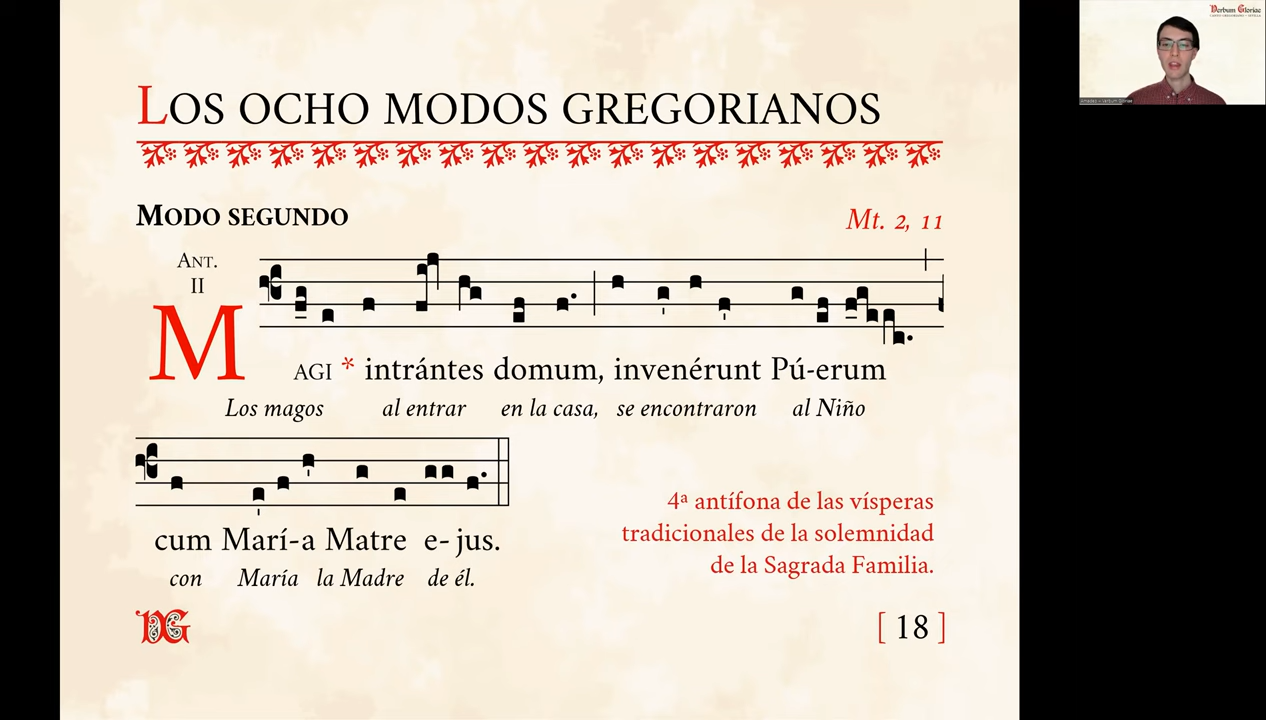 Verbum Gloriae
LOS OCHO MODOS GREGORIANOS
MODO SEGUNDO
Mt. 2, 11
ANT.
II
MAGI * intrántes domum, invenérunt Pú-erum
Los magos al entrar en la casa, se encontraron al Niño
cum Marí-a Matre e-jus.
con María la Madre de él.
4ª antífona de las vísperas
tradicionales de la solemnidad
de la Sagrada Familia.
VG
[ 18 ]